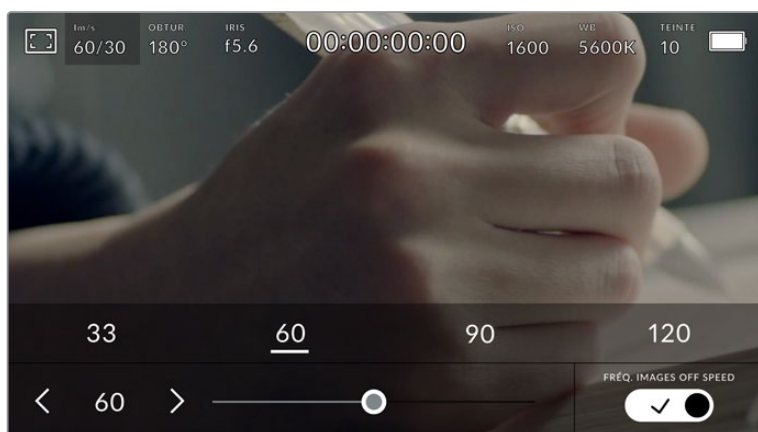 Im/s OBTUR. IRIS ISO WB TEINTE
60/30 180° f5.6 00:00:00:00 1600 5600K 10
33 60 90 120
FRÉQ. IMAGES OFF SPEED
60